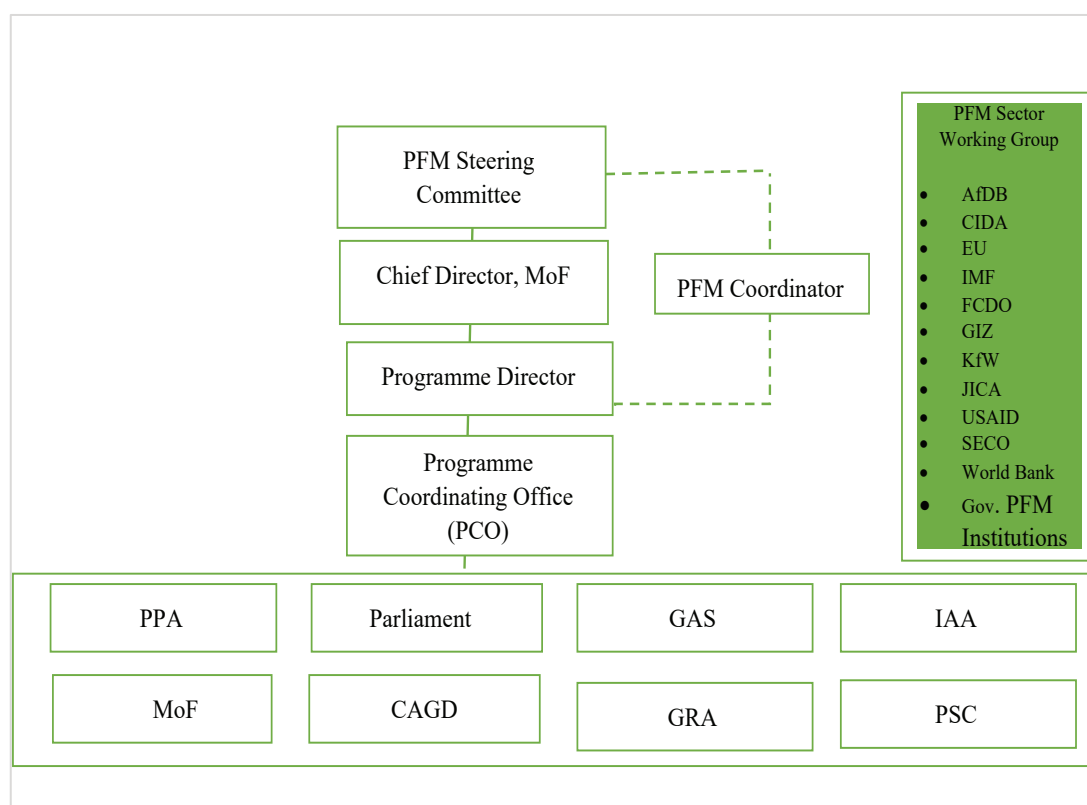 PFM Steering
Committee
Chief Director, MoF
PFM Coordinator
Programme Director
Programme
Coordinating Office
(PCO)
PFM Sector
Working Group
• AfDB
• CIDA
• EU
• IMF
• FCDO
• GIZ
• KfW
• JICA
• USAID
• SECO
• World Bank
• Gov. PFM
Institutions
PPA
Parliament
GAS
IAA
MoF
CAGD
GRA
PSC